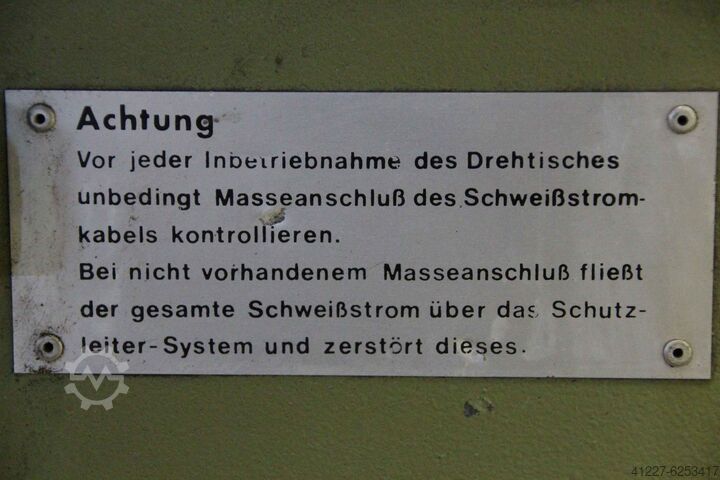 Achtung
Vor jeder Inbetriebnahme des Drehtisches
unbedingt Masseanschluß des Schweißstrom-
kabels kontrollieren.
Bei nicht vorhandenem Masseanschluß fließt
der gesamte Schweißstrom über das Schutz-
leiter-System und zerstört dieses.
41227-6253417